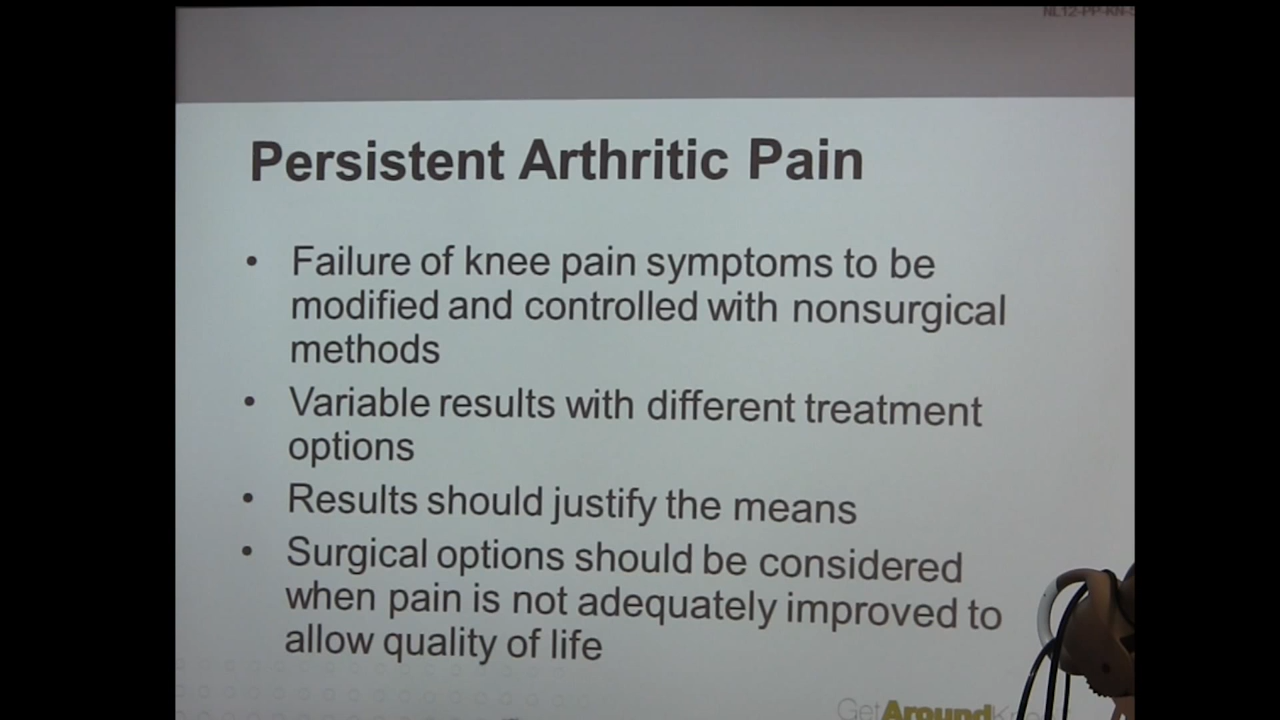 Persistent Arthritic Pain
• Failure of knee pain symptoms to be
modified and controlled with nonsurgical
methods
• Variable results with different treatment
options
• Results should justify the means
• Surgical options should be considered
when pain is not adequately improved to
allow quality of life
GetAroundKn